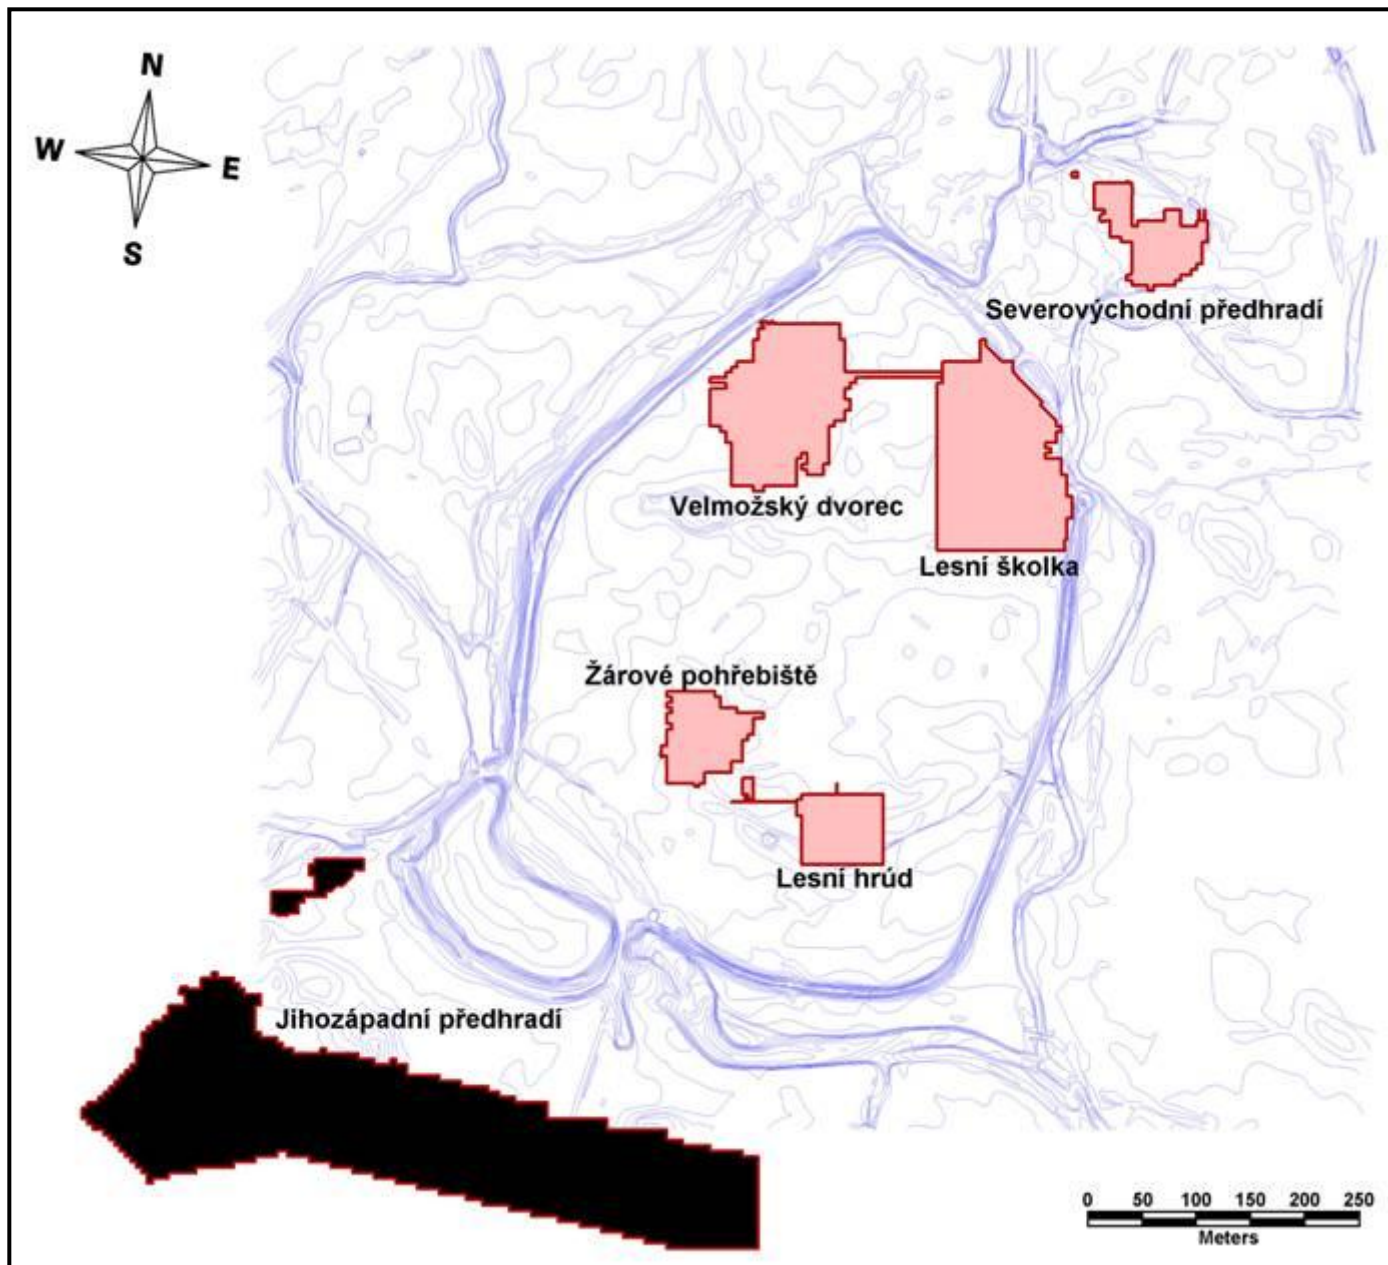 N
W
E
S
Severovýchodní předhradí
Velmožský dvorec
Lesní školka
Žárové pohřebiště
Lesní hrúd
Jihozápadní předhradí
0 50 100 150 200 250
Meters